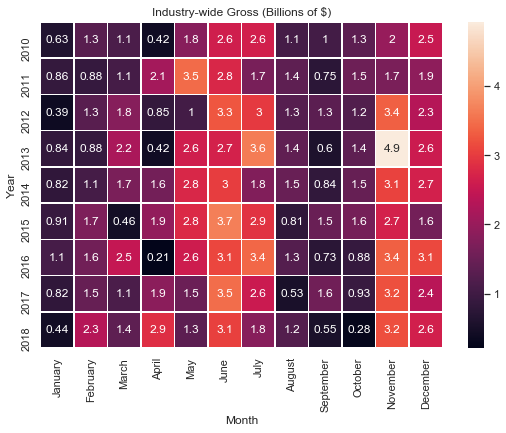 Industry-wide Gross (Billions of $)
Year
2010 0.63 1.3 1.1 0.42 1.8 2.6 2.6 1.1 1 1.3 2 2.5
2011 0.86 0.88 1.1 2.1 3.5 2.8 1.7 1.4 0.75 1.5 1.7 1.9
2012 0.39 1.3 1.8 0.85 1 3.3 3 1.3 1.3 1.2 3.4 2.3
2013 0.84 0.88 2.2 0.42 2.6 2.7 3.6 1.4 0.6 1.4 4.9 2.6
2014 0.82 1.1 1.7 1.6 2.8 3 1.8 1.5 0.84 1.5 3.1 2.7
2015 0.91 1.7 0.46 1.9 2.8 3.7 2.9 0.81 1.5 1.6 2.7 1.6
2016 1.1 1.6 2.5 0.21 2.6 3.1 3.4 1.3 0.73 0.88 3.4 3.1
2017 0.82 1.5 1.1 1.9 1.5 3.5 2.6 0.53 1.6 0.93 3.2 2.4
2018 0.44 2.3 1.4 2.9 1.3 3.1 1.8 1.2 0.55 0.28 3.2 2.6
January February March April May June July August September October November December
Month
4
3
2
1